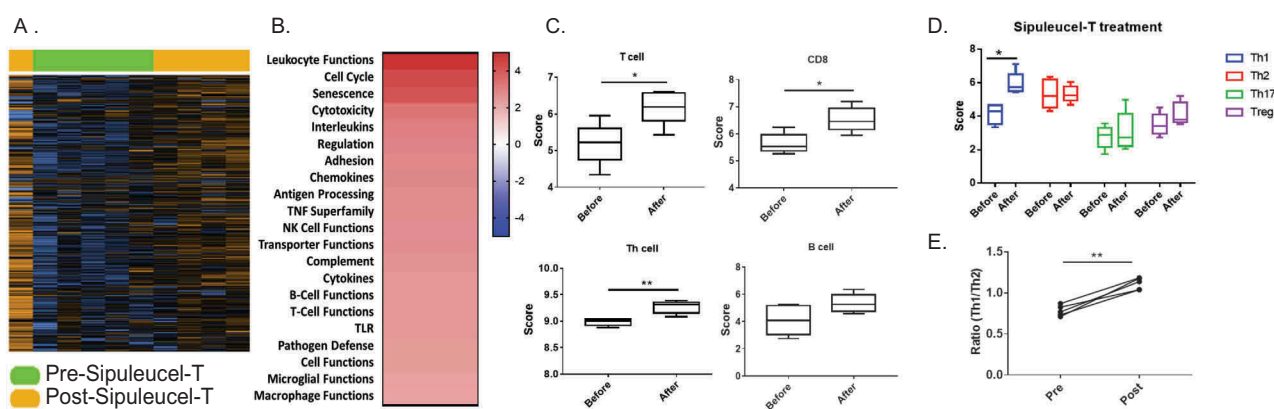 A .
Pre-Sipuleucel-T
Post-Sipuleucel-T
B.
Leukocyte Functions
Cell Cycle
Senescence
Cytotoxicity
Interleukins
Regulation
Adhesion
Chemokines
Antigen Processing
TNF Superfamily
NK Cell Functions
Transporter Functions
Complement
Cytokines
B-Cell Functions
T-Cell Functions
TLR
Pathogen Defense
Cell Functions
Microglial Functions
Macrophage Functions
4
2
0
-2
-4
C.
T cell
*
Score
7
6
5
4
Before
After
CD8
*
Score
8
7
6
5
4
Before
After
Th cell
**
Score
10.0
9.5
9.0
8.5
8.0
Before
After
B cell
Score
8
6
4
2
0
Before
After
D.
Sipuleucel-T treatment
*
Score
8
6
4
2
0
Before
After
Before
After
Before
After
Before
After
Th1
Th2
Th17
Treg
E.
**
Ratio (Th1/Th2)
1.5
1.0
0.5
0.0
Pre
Post